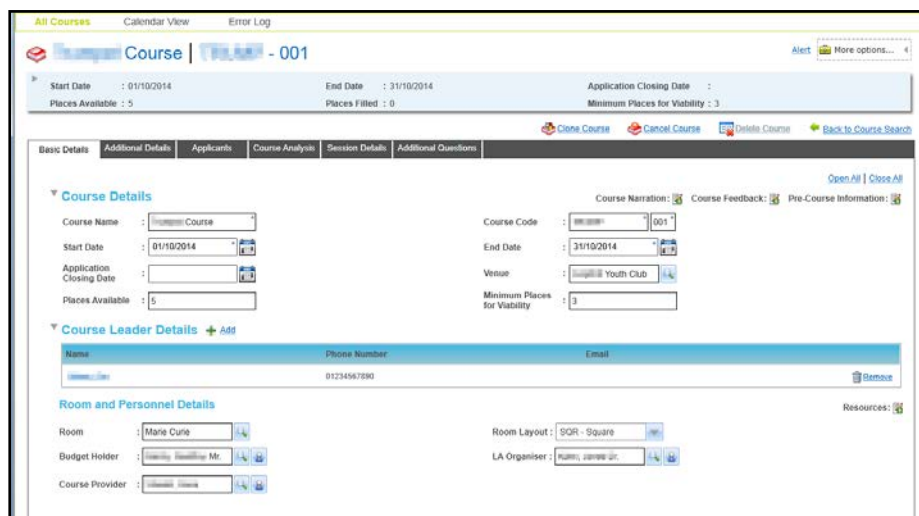 All Courses Calendar View Error Log
Course | - 001
Alert More options...
Start Date : 01/10/2014 End Date : 31/10/2014 Application Closing Date :
Places Available : 5 Places Filled : 0 Minimum Places for Viability : 3
Clone Course Cancel Course Delete Course Back to Course Search
Basic Details Additional Details Applicants Course Analysis Session Details Additional Questions
Open All | Close All
Course Details Course Narration: Course Feedback: Pre-Course Information:
Course Name : Course * Course Code : * 001 *
Start Date : 01/10/2014 * End Date : 31/10/2014 *
Application Closing Date : Venue : Youth Club
Places Available : 5 Minimum Places for Viability : 3
Course Leader Details Add
Name Phone Number Email
01234567890 Remove
Room and Personnel Details Resources:
Room : Marie Curie Room Layout : SQR - Square
Budget Holder : Mr. LA Organiser : Dr.
Course Provider :